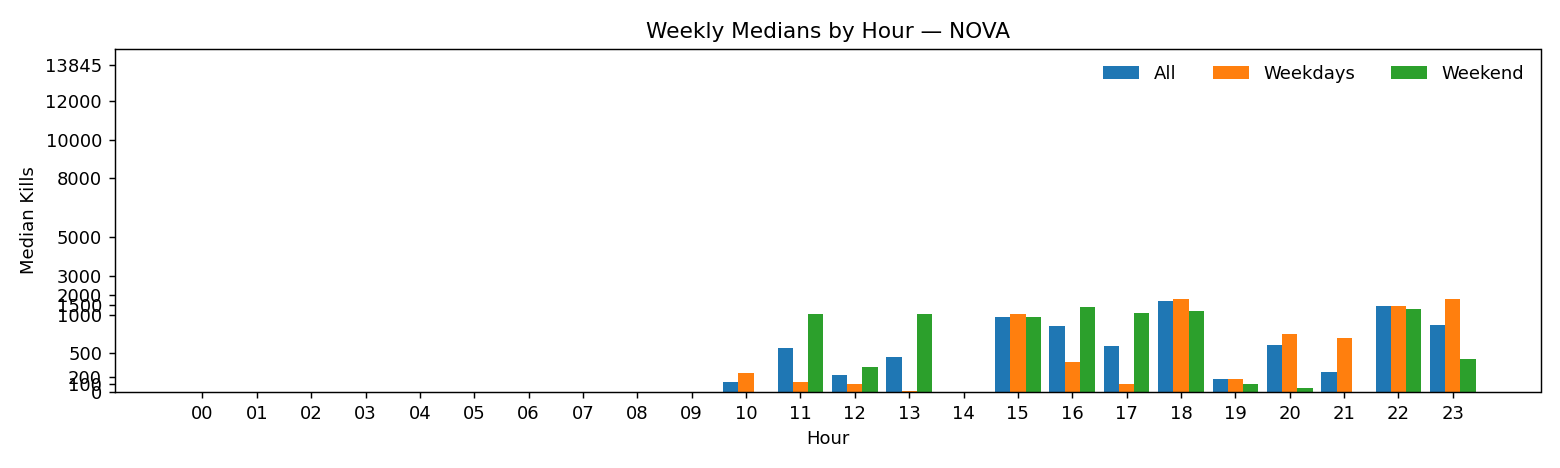 Weekly Medians by Hour — NOVA
All Weekdays Weekend
Median Kills
13845
12000
10000
8000
5000
3000
2000
1500
1000
500
200
100
0
00 01 02 03 04 05 06 07 08 09 10 11 12 13 14 15 16 17 18 19 20 21 22 23
Hour